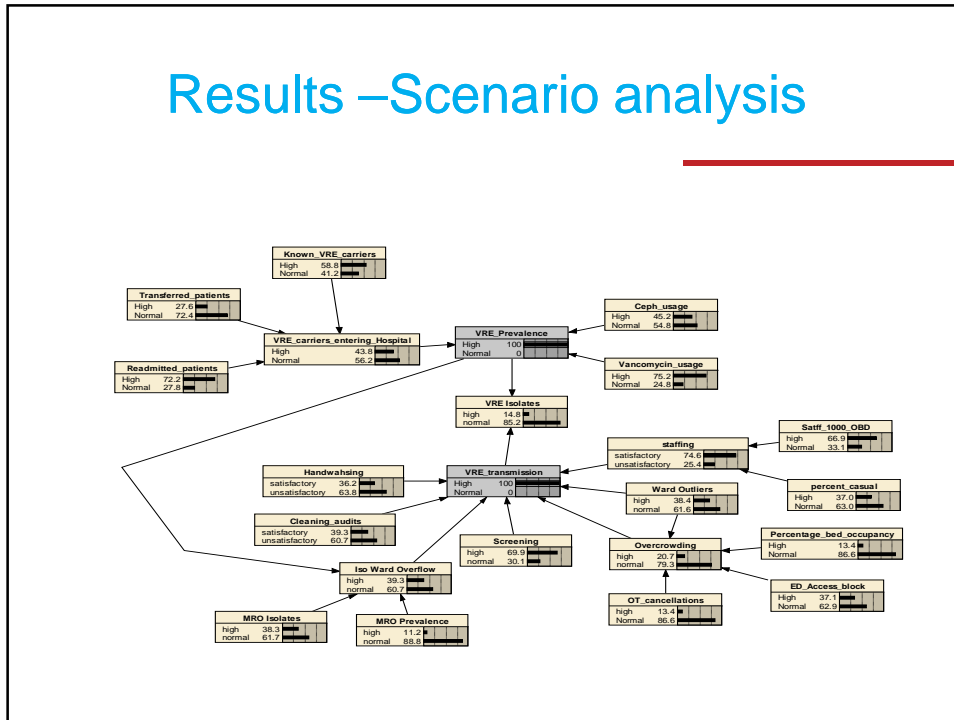 Results –Scenario analysis
Known_VRE_carriers
High 58.8
Normal 41.2
Transferred_patients
High 27.6
Normal 72.4
Readmitted_patients
High 72.2
Normal 27.8
VRE_carriers_entering_Hospital
High 43.8
Normal 56.2
VRE_Prevalence
High 100
Normal 0
Ceph_usage
High 45.2
Normal 54.8
Vancomycin_usage
High 75.2
Normal 24.8
VRE Isolates
high 14.8
normal 85.2
Satff_1000_OBD
high 66.9
Normal 33.1
staffing
satisfactory 74.6
unsatisfactory 25.4
percent_casual
High 37.0
Normal 63.0
Handwahsing
satisfactory 36.2
unsatisfactory 63.8
VRE_transmission
High 100
Normal 0
Ward Outliers
high 38.4
normal 61.6
Cleaning_audits
satisfactory 39.3
unsatisfactory 60.7
Screening
high 69.9
normal 30.1
Overcrowding
high 20.7
normal 79.3
Percentage_bed_occupancy
High 13.4
Normal 86.6
Iso Ward Overflow
high 39.3
normal 60.7
ED_Access_block
High 37.1
Normal 62.9
OT_cancellations
high 13.4
Normal 86.6
MRO Isolates
high 38.3
normal 61.7
MRO Prevalence
high 11.2
normal 88.8